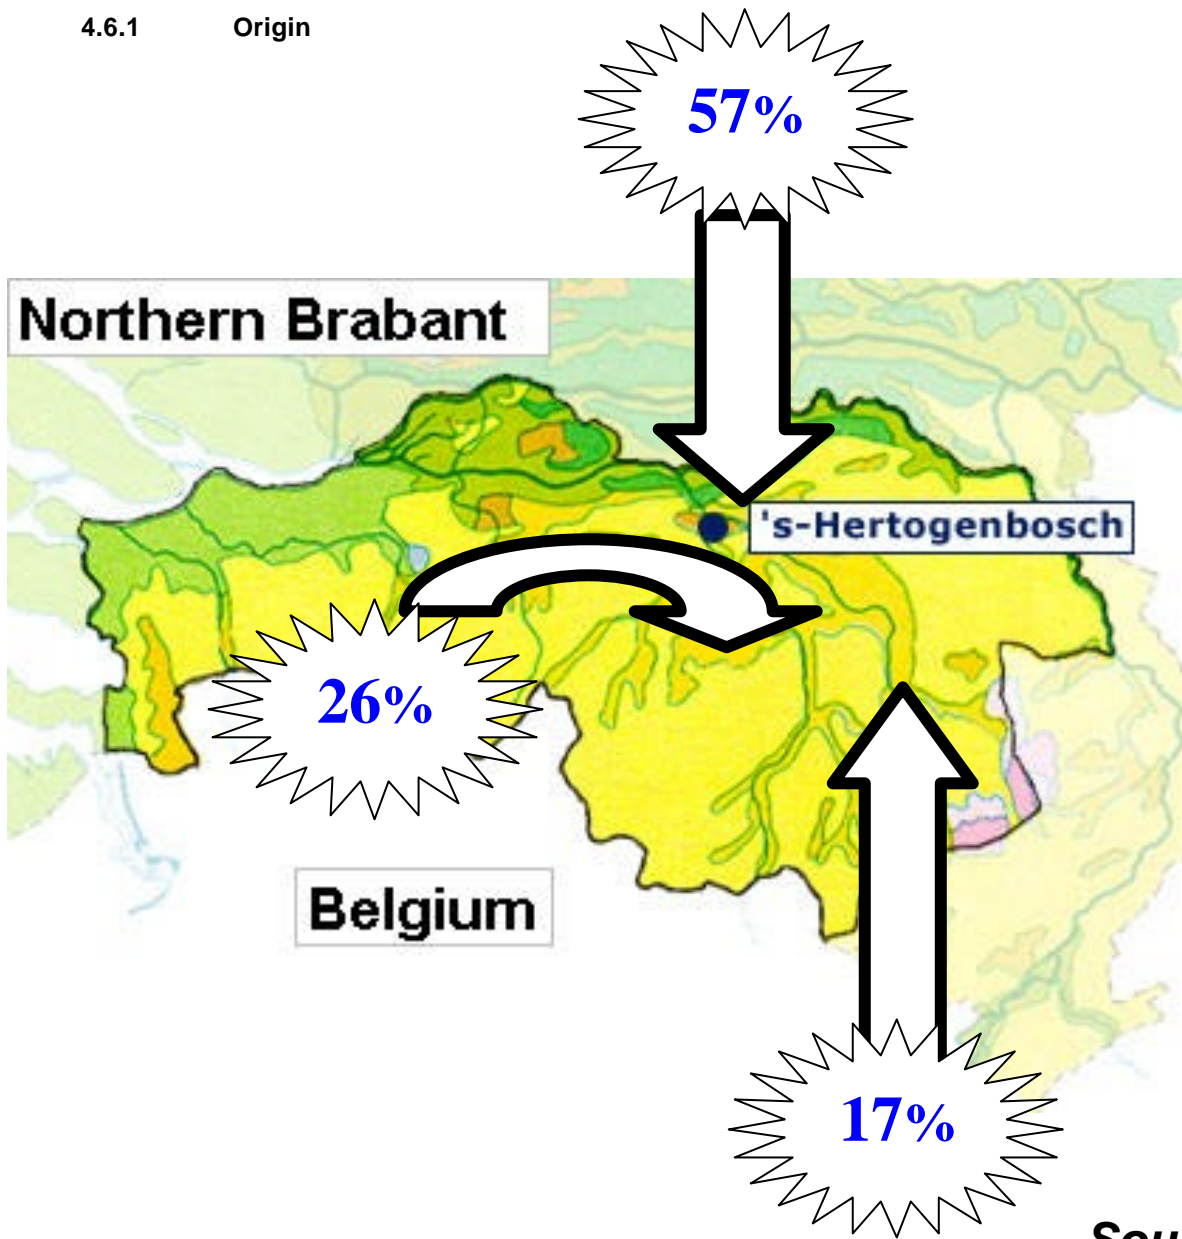 4.6.1 Origin
57%
Northern Brabant
's-Hertogenbosch
26%
Belgium
17%